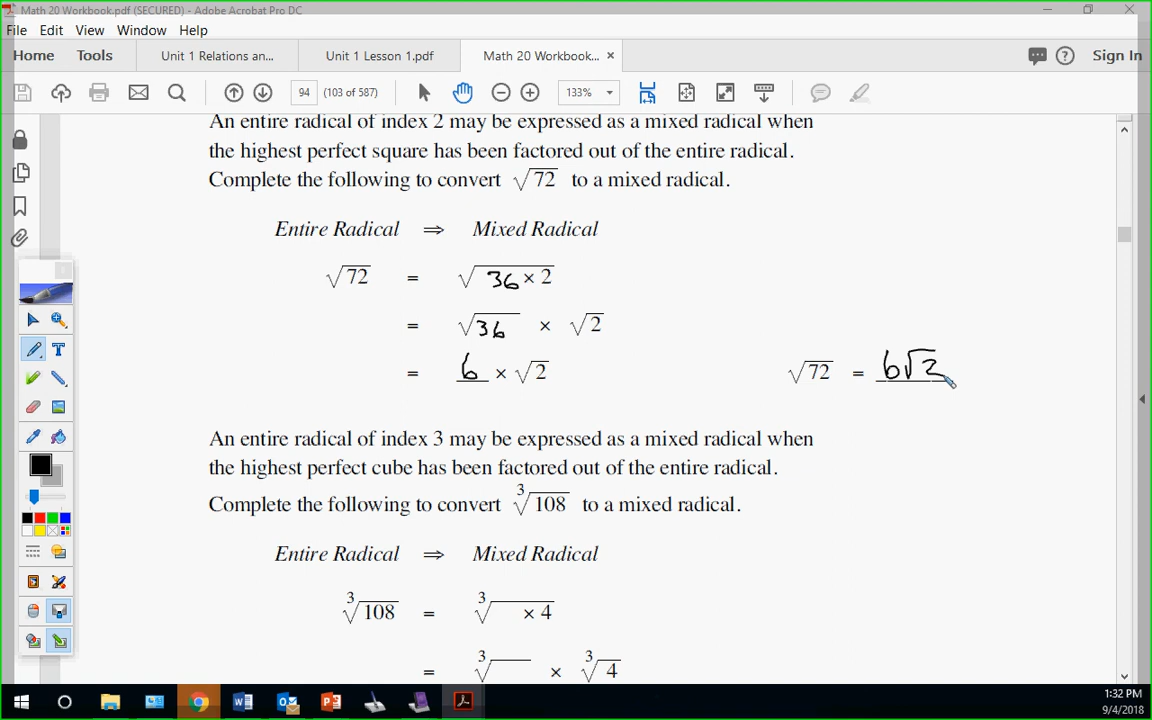 Math 20 Workbook.pdf (SECURED) - Adobe Acrobat Pro DC
File Edit View Window Help
Home Tools Unit 1 Relations an... Unit 1 Lesson 1.pdf Math 20 Workbook... × ? Sign In
94 (103 of 587) 133%
An entire radical of index 2 may be expressed as a mixed radical when
the highest perfect square has been factored out of the entire radical.
Complete the following to convert √72 to a mixed radical.
Entire Radical ⇒ Mixed Radical
√72 = √36 × 2
= √36 × √2
= 6 × √2 √72 = 6√2
An entire radical of index 3 may be expressed as a mixed radical when
the highest perfect cube has been factored out of the entire radical.
Complete the following to convert ³√108 to a mixed radical.
Entire Radical ⇒ Mixed Radical
³√108 = ³√ × 4
= ³√ × ³√4
1:32 PM
9/4/2018